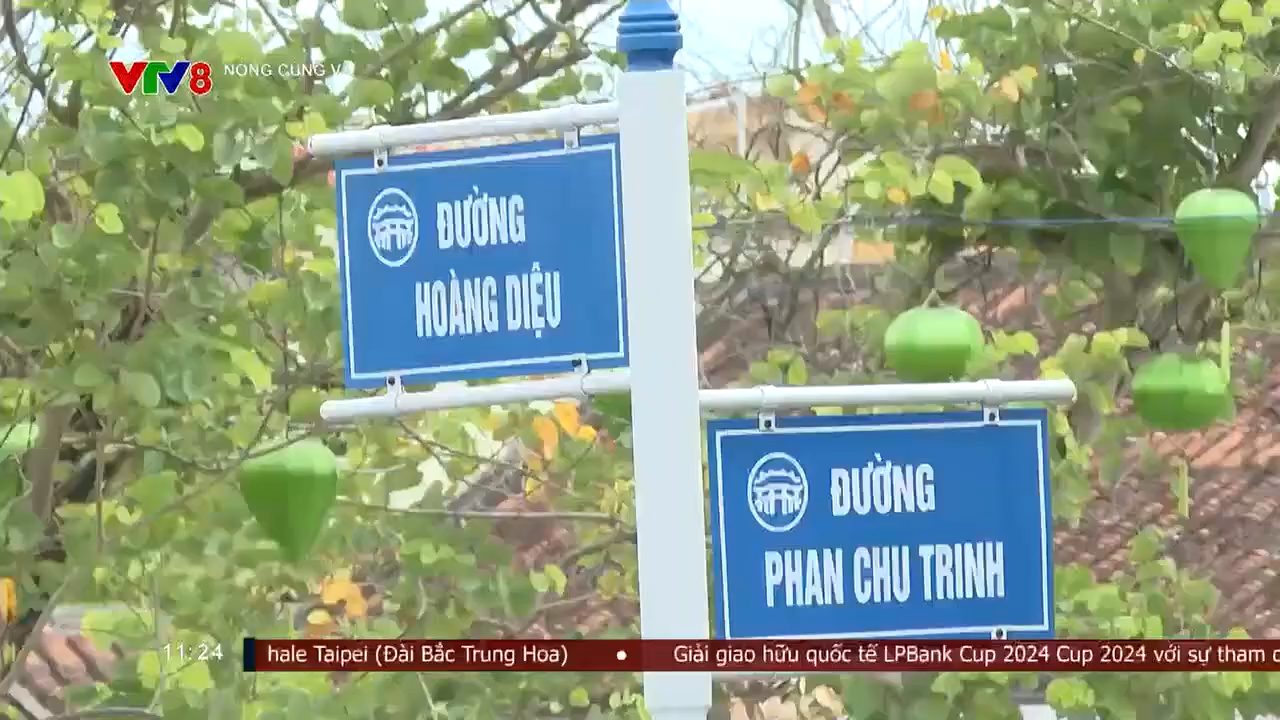 VTV8 NÓNG CÙNG V
ĐƯỜNG
HOÀNG DIỆU
ĐƯỜNG
PHAN CHU TRINH
11:24
hale Taipei (Đài Bắc Trung Hoa) • Giải giao hữu quốc tế LPBank Cup 2024 Cup 2024 với sự tham